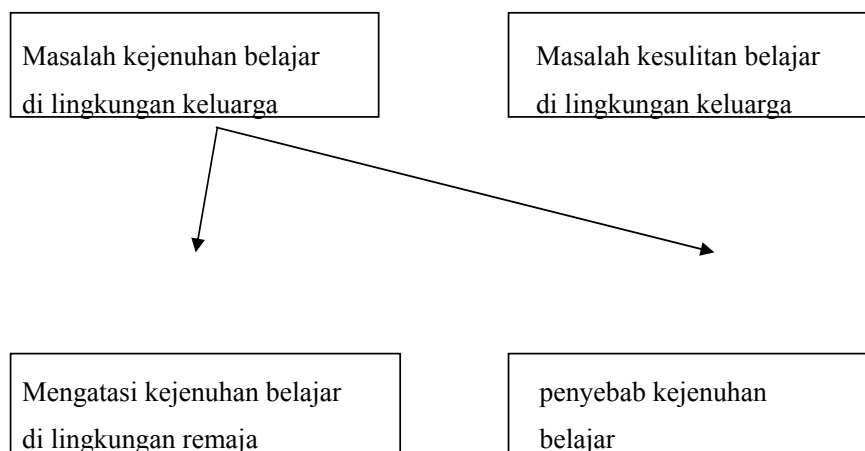 Masalah kejenuhan belajar
di lingkungan keluarga
Masalah kesulitan belajar
di lingkungan keluarga
Mengatasi kejenuhan belajar
di lingkungan remaja
penyebab kejenuhan
belajar